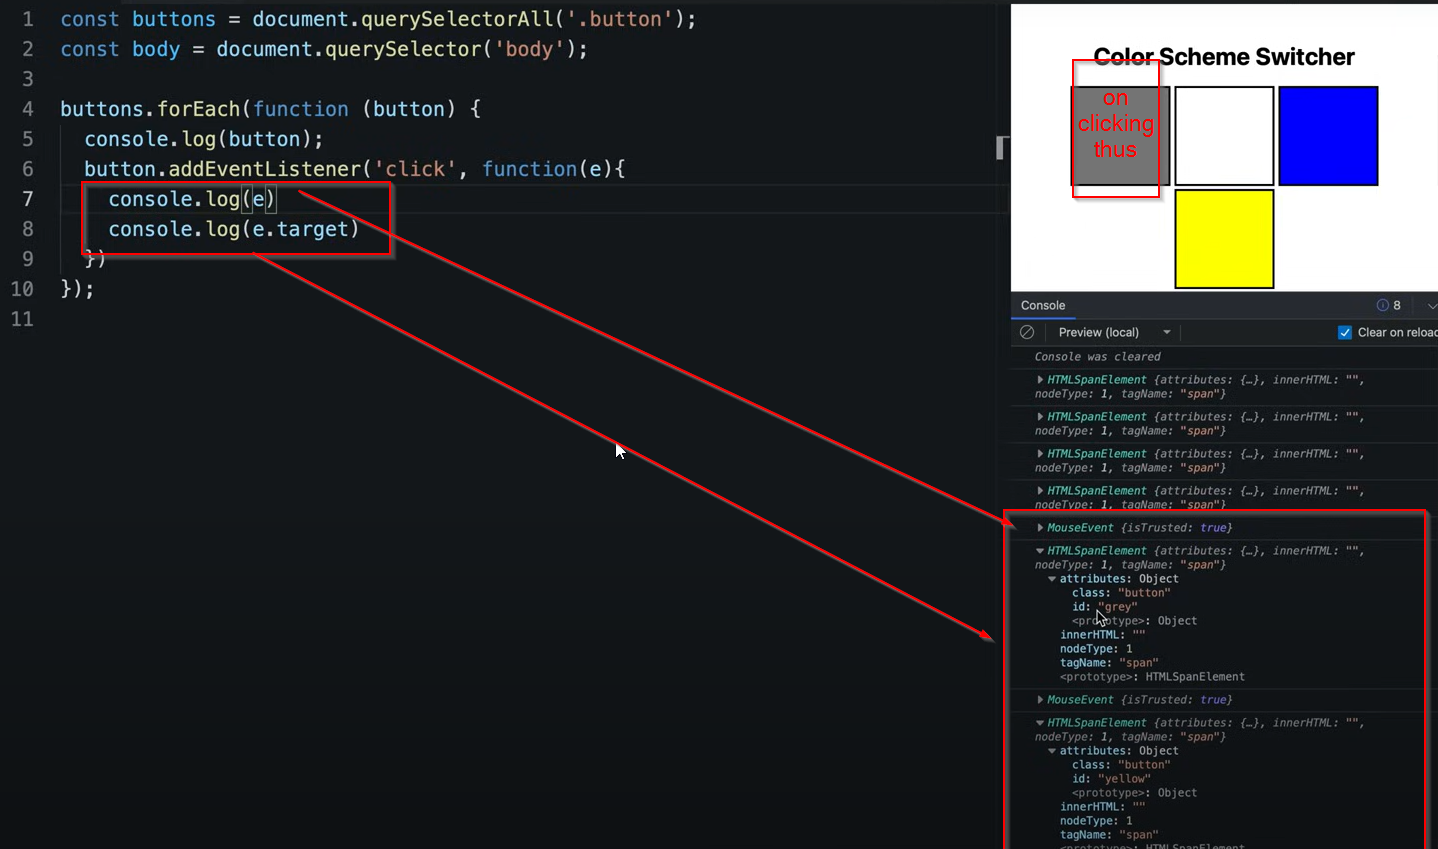 1 const buttons = document.querySelectorAll('.button');
2 const body = document.querySelector('body');
3
4 buttons.forEach(function (button) {
5 console.log(button);
6 button.addEventListener('click', function(e){
7 console.log(e)
8 console.log(e.target)
9 })
10 });
11
Color Scheme Switcher
on
clicking
thus
Console
8
Preview (local)
Clear on reload
Console was cleared
HTMLSpanElement {attributes: {…}, innerHTML: "",
nodeType: 1, tagName: "span"}
HTMLSpanElement {attributes: {…}, innerHTML: "",
nodeType: 1, tagName: "span"}
HTMLSpanElement {attributes: {…}, innerHTML: "",
nodeType: 1, tagName: "span"}
HTMLSpanElement {attributes: {…}, innerHTML: "",
nodeType: 1, tagName: "span"}
MouseEvent {isTrusted: true}
HTMLSpanElement {attributes: {…}, innerHTML: "",
nodeType: 1, tagName: "span"}
attributes: Object
class: "button"
id: "grey"
<prototype>: Object
innerHTML: ""
nodeType: 1
tagName: "span"
<prototype>: HTMLSpanElement
MouseEvent {isTrusted: true}
HTMLSpanElement {attributes: {…}, innerHTML: "",
nodeType: 1, tagName: "span"}
attributes: Object
class: "button"
id: "yellow"
<prototype>: Object
innerHTML: ""
nodeType: 1
tagName: "span"
<prototype>: HTMLSpanElement